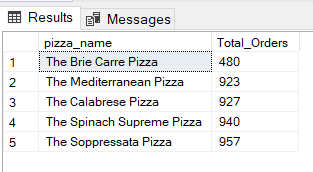 Results Messages
pizza_name Total_Orders
1 The Brie Carre Pizza 480
2 The Mediterranean Pizza 923
3 The Calabrese Pizza 927
4 The Spinach Supreme Pizza 940
5 The Soppressata Pizza 957